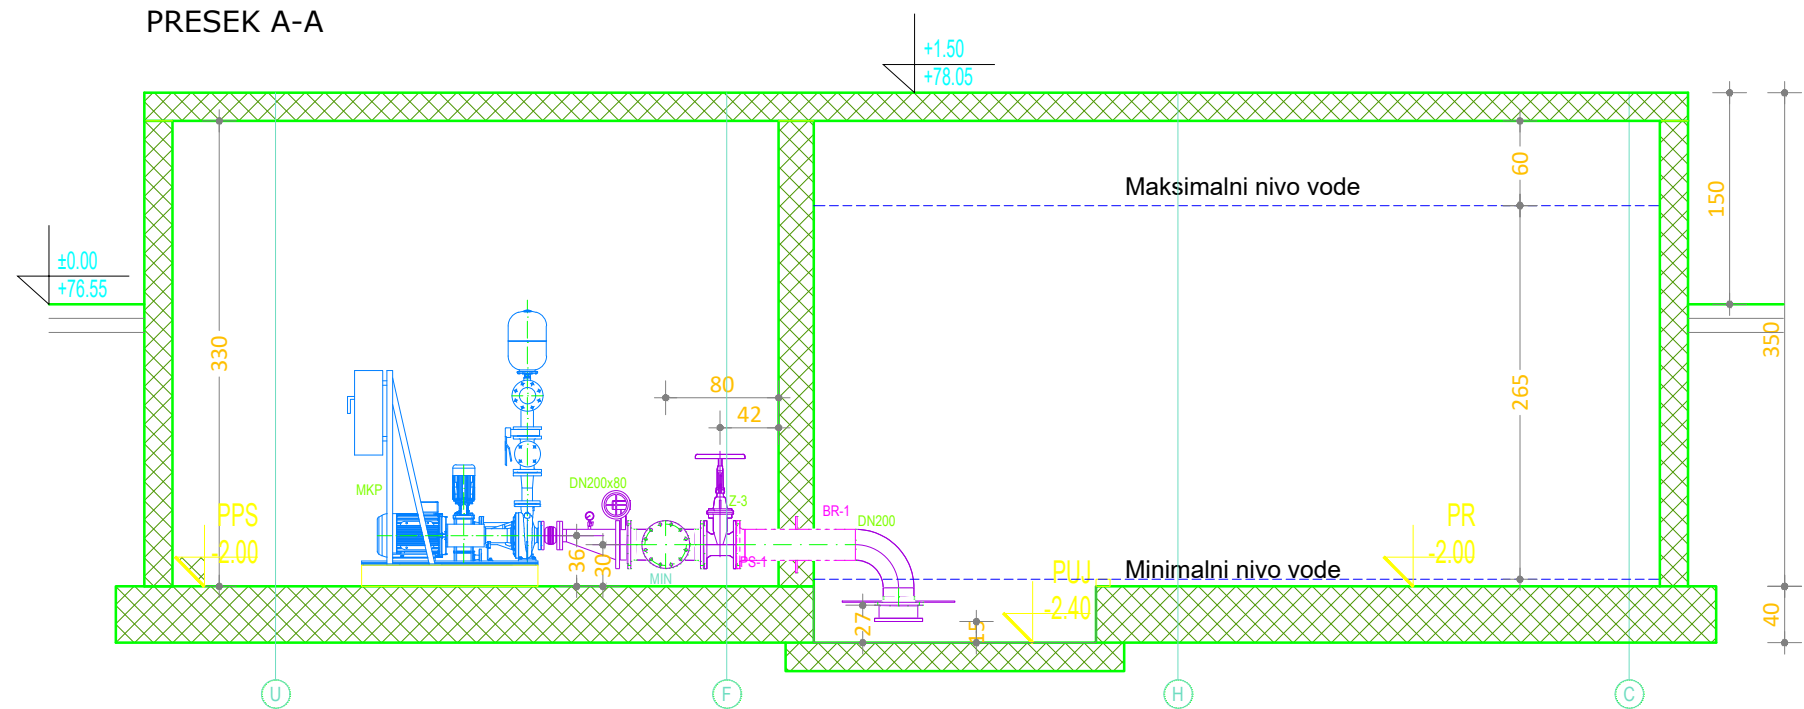 PRESEK A-A
+1.50
+78.05
Maksimalni nivo vode
60
150
±0.00
+76.55
330
350
80
265
42
MKP
DN200x80
Z-3
BR-1
DN200
PPS
-2.00
PR
-2.00
36
30
PS-1
MIN
PUJ
-2.40
Minimalni nivo vode
27
15
40
U
F
H
C